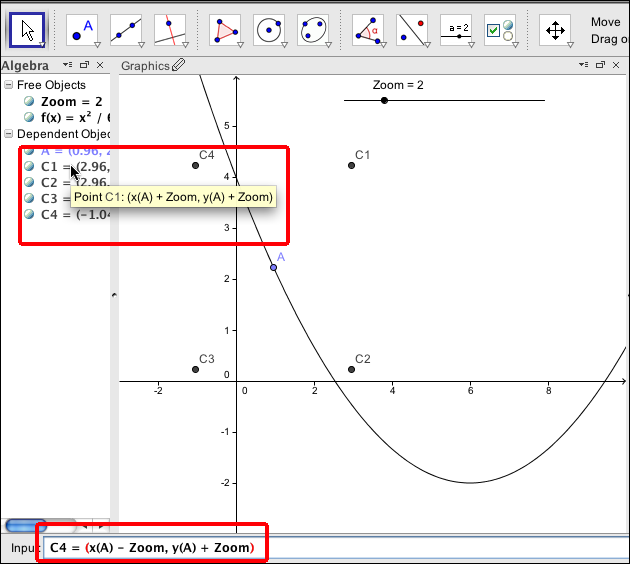 A
α
a = 2
Move
Drag o
Algebra
Graphics
Free Objects
Zoom = 2
f(x) = x² / 6
Dependent Objec
A = (0.96, 2
C1 = (2.96,
C2 = (2.96,
C3 =
C4 = (-1.04
Point C1: (x(A) + Zoom, y(A) + Zoom)
Zoom = 2
C4
C1
A
C3
C2
5
4
3
2
1
0
-1
-2
-2
0
2
4
6
8
Input
C4 = (x(A) – Zoom, y(A) + Zoom)